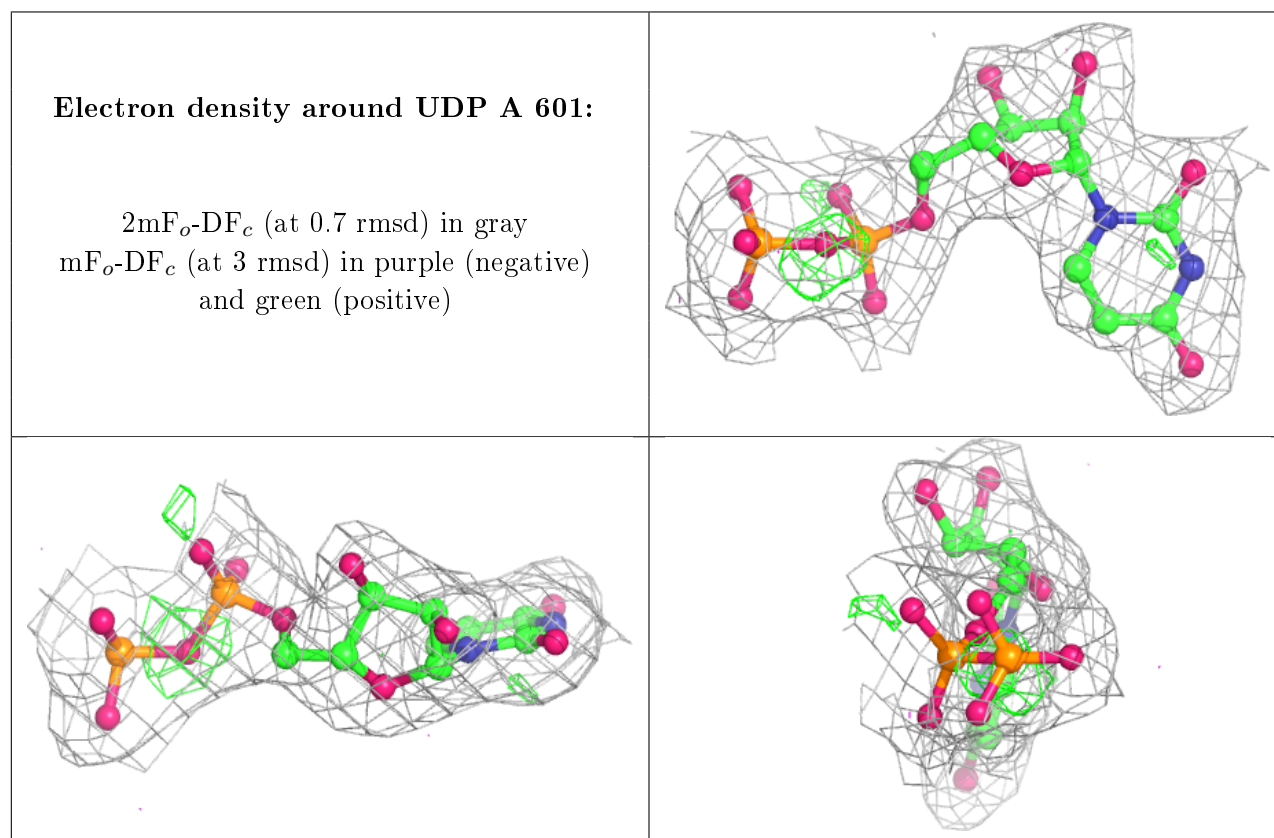 Electron density around UDP A 601:
2mFₒ-DF𝒸 (at 0.7 rmsd) in gray
mFₒ-DF𝒸 (at 3 rmsd) in purple (negative)
and green (positive)